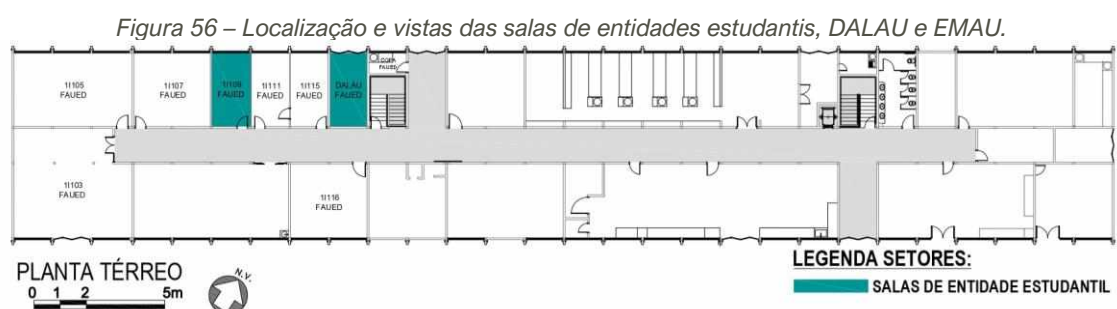 Figura 56 – Localização e vistas das salas de entidades estudantis, DALAU e EMAU.
COPA
FAUED
1I105
FAUED
1I107
FAUED
1I109
FAUED
1I111
FAUED
1I115
FAUED
DALAU
FAUED
1I103
FAUED
1I116
FAUED
PLANTA TÉRREO
0 1 2 5m
N.V.
LEGENDA SETORES:
SALAS DE ENTIDADE ESTUDANTIL